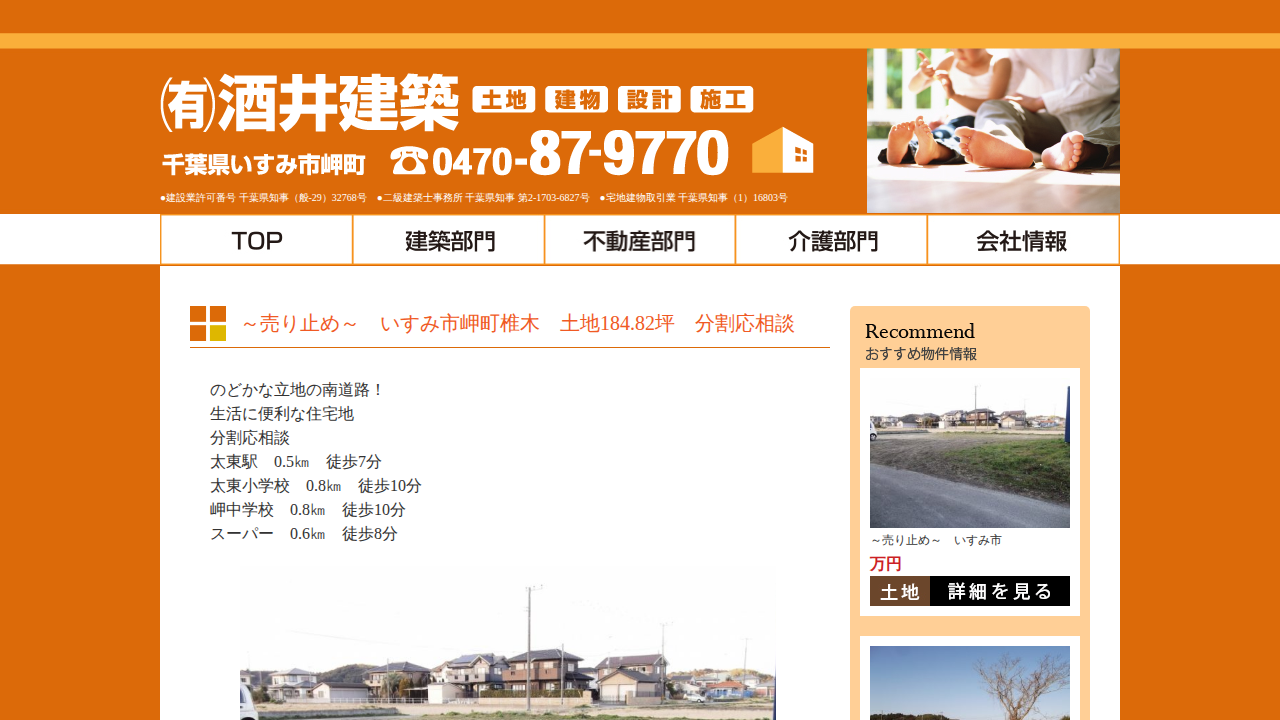 ㈲酒井建築 土地 建物 設計 施工
千葉県いすみ市岬町 ☎0470-87-9770
●建設業許可番号 千葉県知事（般-29）32768号　●二級建築士事務所 千葉県知事 第2-1703-6827号　●宅地建物取引業 千葉県知事（1）16803号
TOP 建築部門 不動産部門 介護部門 会社情報
～売り止め～　いすみ市岬町椎木　土地184.82坪　分割応相談
のどかな立地の南道路！
生活に便利な住宅地
分割応相談
太東駅　0.5㎞　徒歩7分
太東小学校　0.8㎞　徒歩10分
岬中学校　0.8㎞　徒歩10分
スーパー　0.6㎞　徒歩8分
Recommend
おすすめ物件情報
～売り止め～　いすみ市
万円
土地 詳細を見る